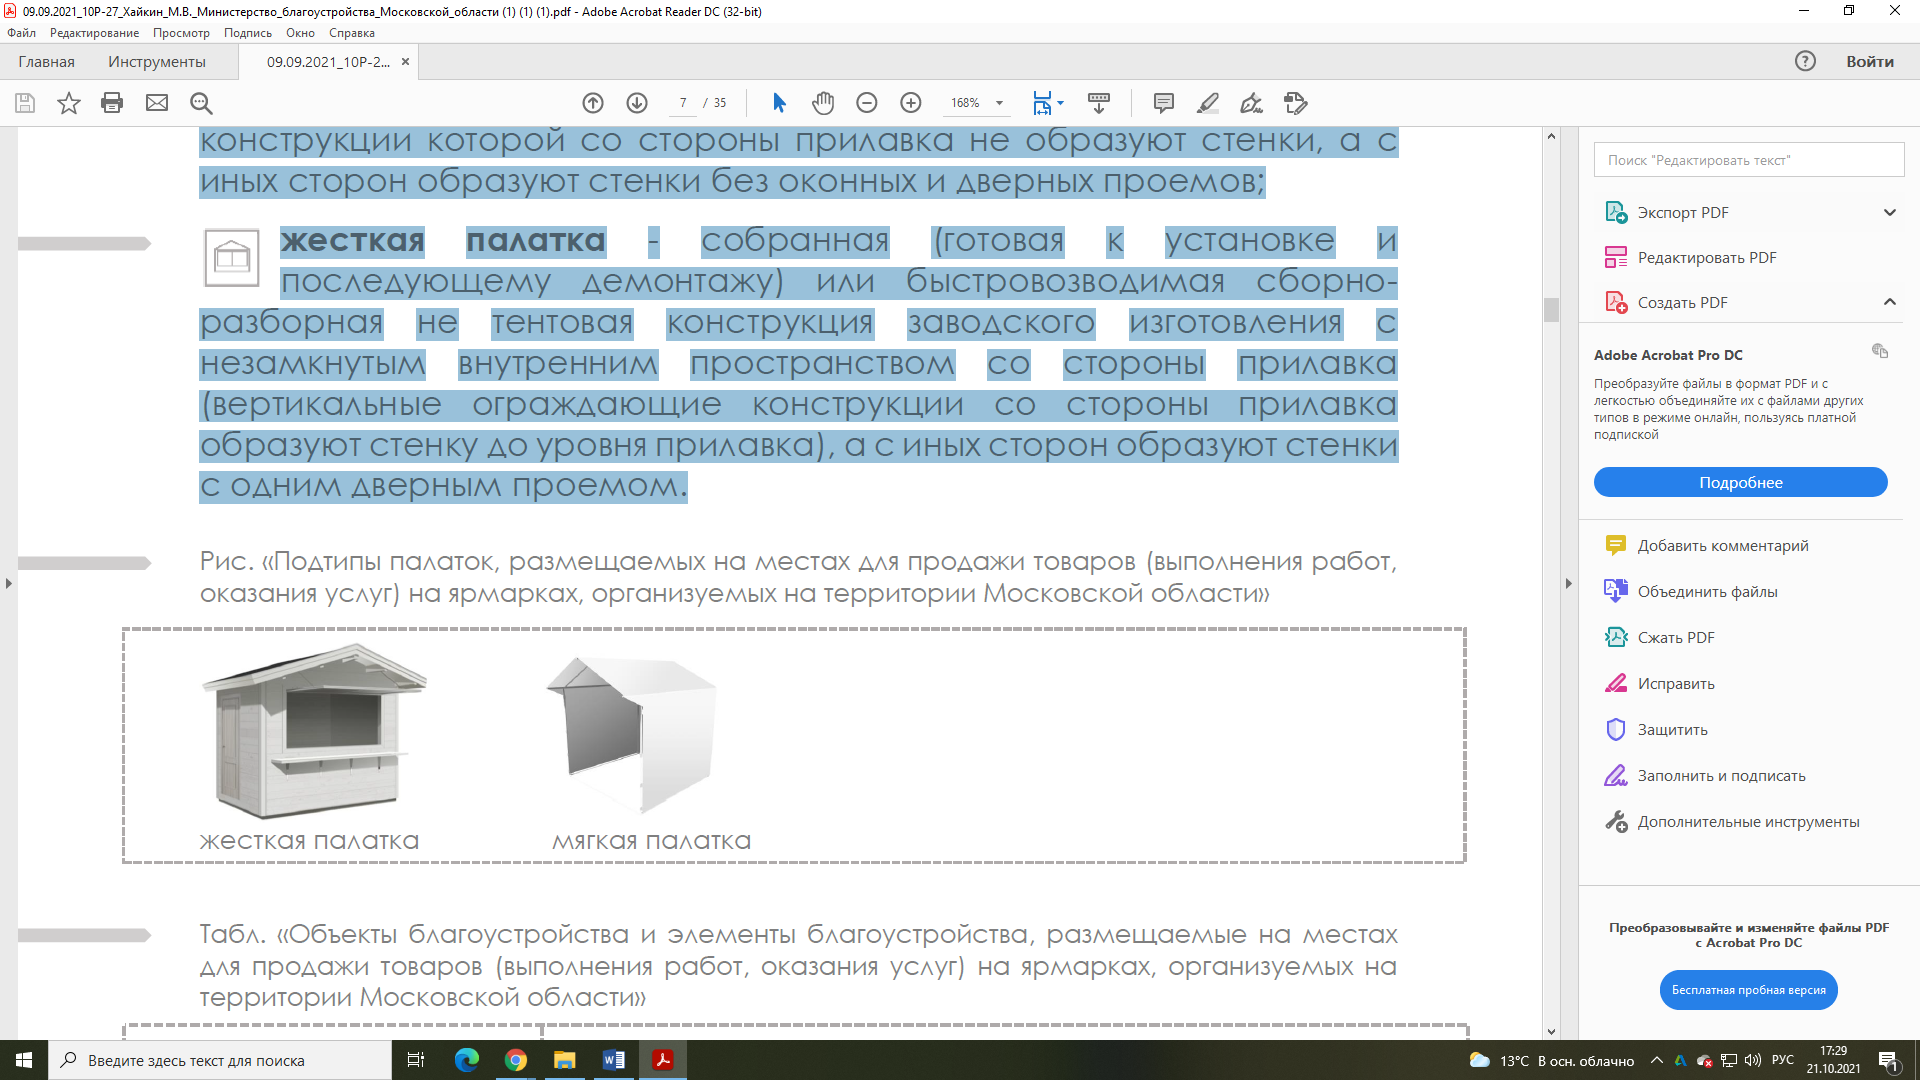 09.09.2021_10Р-27_Хайкин_М.В._Министерство_благоустройства_Московской_области (1) (1) (1).pdf - Adobe Acrobat Reader DC (32-bit)
Файл Редактирование Просмотр Подпись Окно Справка
Главная Инструменты 09.09.2021_10Р-2... × Войти
7 / 35 168%
конструкции которой со стороны прилавка не образуют стенки, а с
иных сторон образуют стенки без оконных и дверных проемов;
жесткая палатка - собранная (готовая к установке и
последующему демонтажу) или быстровозводимая сборно-
разборная не тентовая конструкция заводского изготовления с
незамкнутым внутренним пространством со стороны прилавка
(вертикальные ограждающие конструкции со стороны прилавка
образуют стенку до уровня прилавка), а с иных сторон образуют стенки
с одним дверным проемом.
Рис. «Подтипы палаток, размещаемых на местах для продажи товаров (выполнения работ,
оказания услуг) на ярмарках, организуемых на территории Московской области»
жесткая палатка мягкая палатка
Табл. «Объекты благоустройства и элементы благоустройства, размещаемые на местах
для продажи товаров (выполнения работ, оказания услуг) на ярмарках, организуемых на
территории Московской области»
Поиск "Редактировать текст"
Экспорт PDF
Редактировать PDF
Создать PDF
Adobe Acrobat Pro DC
Преобразуйте файлы в формат PDF и с
легкостью объединяйте их с файлами других
типов в режиме онлайн, пользуясь платной
подпиской
Подробнее
Добавить комментарий
Объединить файлы
Сжать PDF
Исправить
Защитить
Заполнить и подписать
Дополнительные инструменты
Преобразовывайте и изменяйте файлы PDF
с Acrobat Pro DC
Бесплатная пробная версия
Введите здесь текст для поиска
13°C В осн. облачно
РУС
17:29
21.10.2021
1